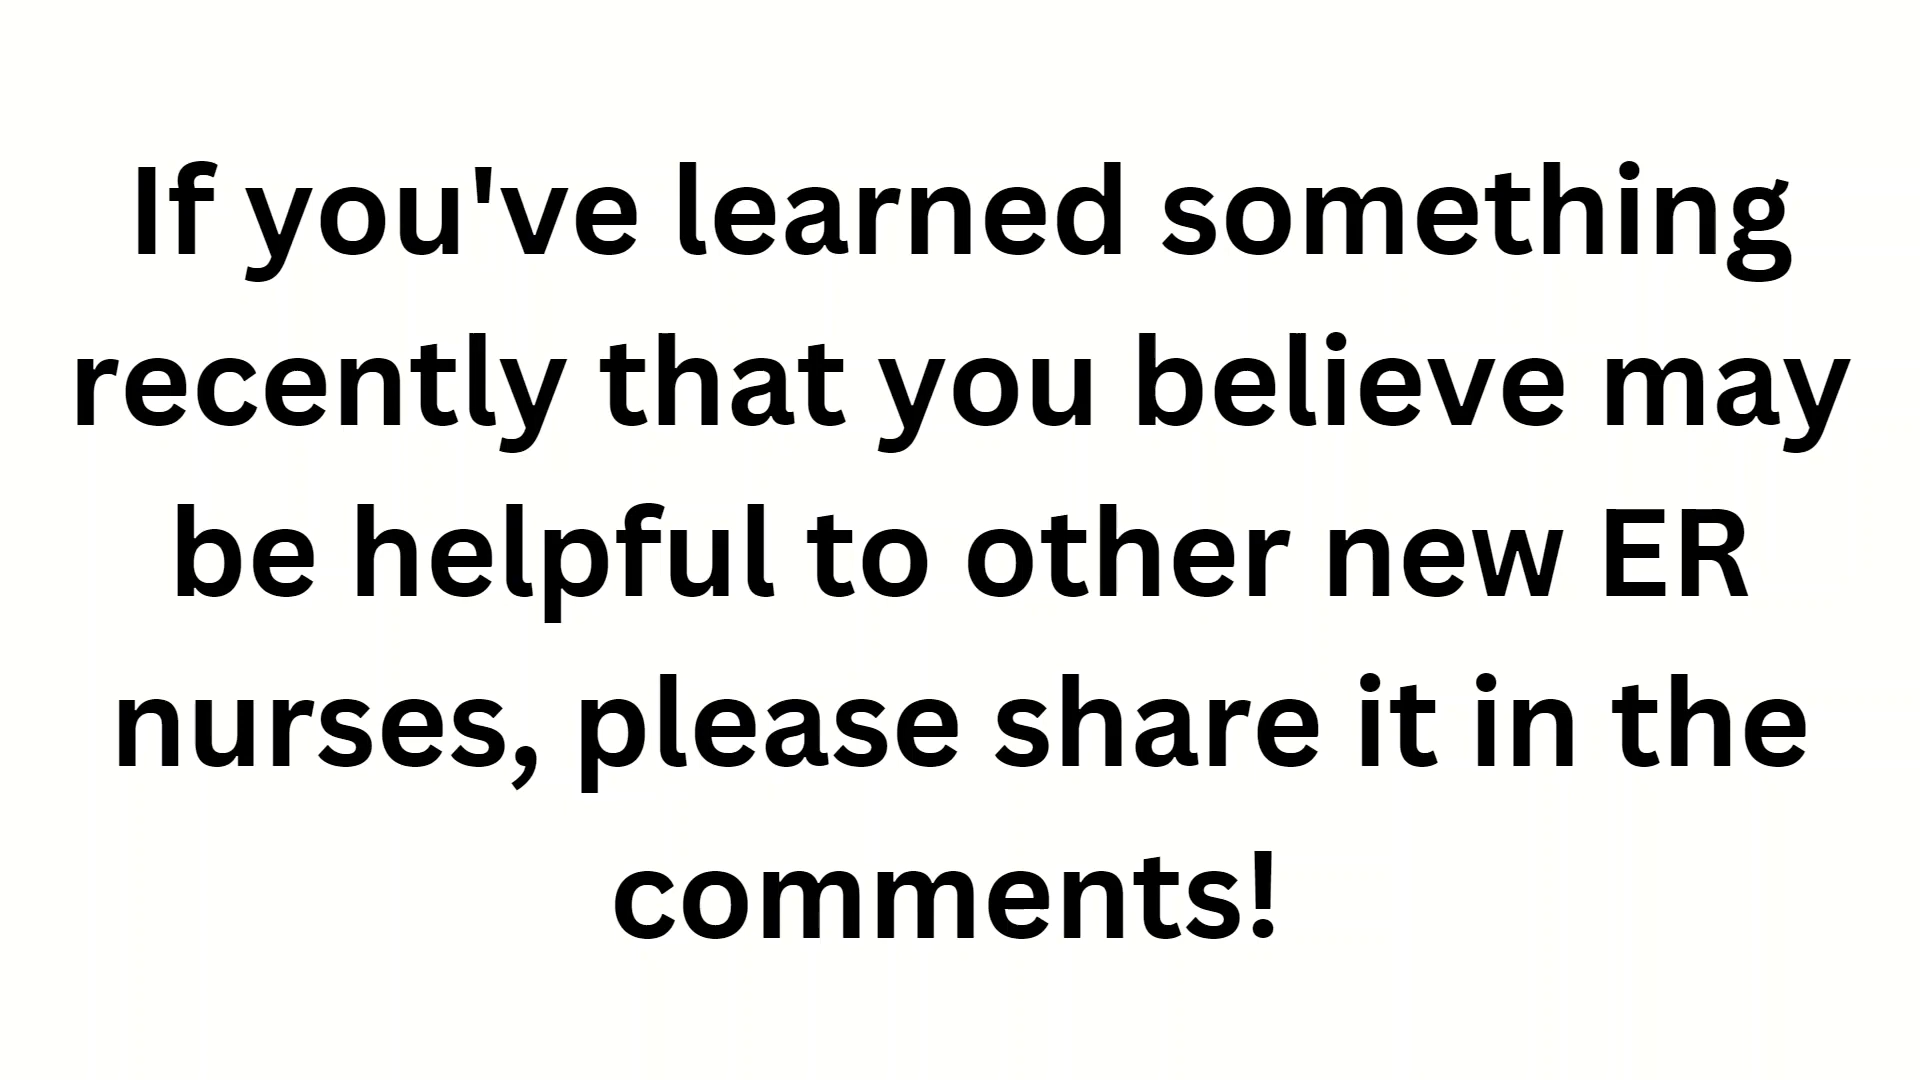 If you've learned something
recently that you believe may
be helpful to other new ER
nurses, please share it in the
comments!